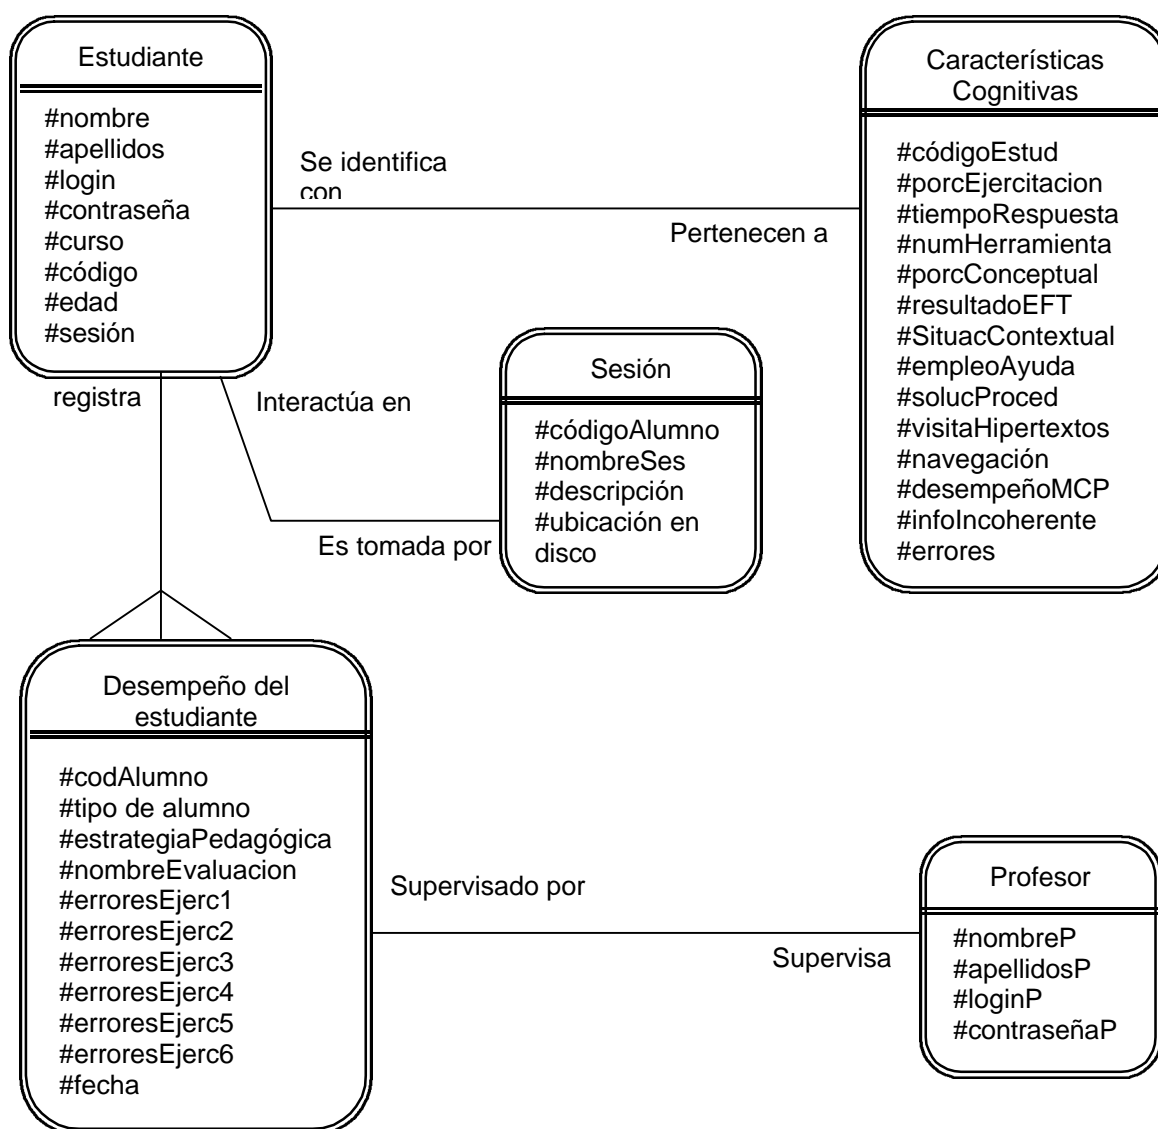 Estudiante
#nombre
#apellidos
#login
#contraseña
#curso
#código
#edad
#sesión
Se identifica
con
Pertenecen a
Características
Cognitivas
#códigoEstud
#porcEjercitacion
#tiempoRespuesta
#numHerramienta
#porcConceptual
#resultadoEFT
#SituacContextual
#empleoAyuda
#solucProced
#visitaHipertextos
#navegación
#desempeñoMCP
#infoIncoherente
#errores
registra
Interactúa en
Es tomada por
Sesión
#códigoAlumno
#nombreSes
#descripción
#ubicación en
disco
Desempeño del
estudiante
#codAlumno
#tipo de alumno
#estrategiaPedagógica
#nombreEvaluacion
#erroresEjerc1
#erroresEjerc2
#erroresEjerc3
#erroresEjerc4
#erroresEjerc5
#erroresEjerc6
#fecha
Supervisado por
Supervisa
Profesor
#nombreP
#apellidosP
#loginP
#contraseñaP